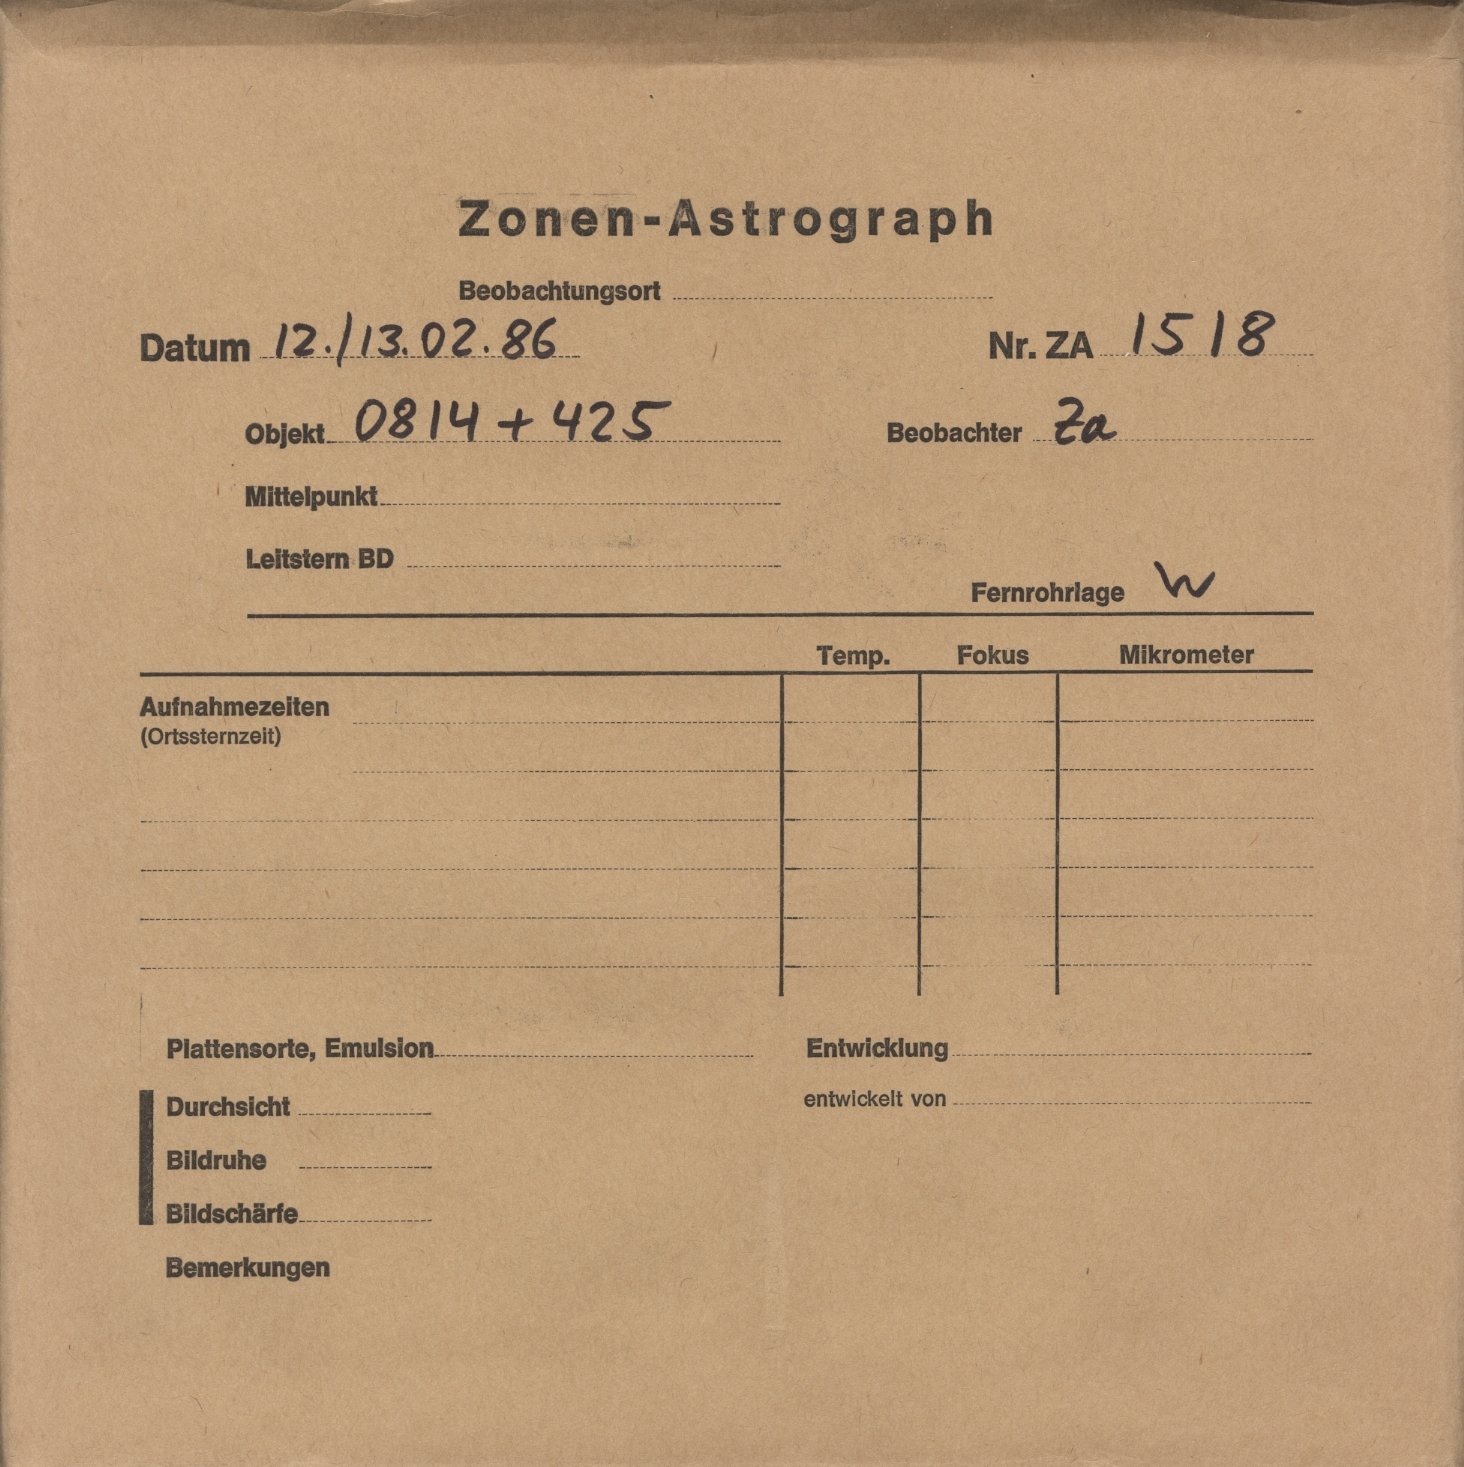 Zonen-Astrograph
Beobachtungsort
Datum 12./13.02.86 Nr. ZA 1518
Objekt 0814+425 Beobachter Za
Mittelpunkt
Leitstern BD
Fernrohrlage W
Temp. Fokus Mikrometer
Aufnahmezeiten
(Ortssternzeit)
Plattensorte, Emulsion Entwicklung
Durchsicht entwickelt von
Bildruhe
Bildschärfe
Bemerkungen